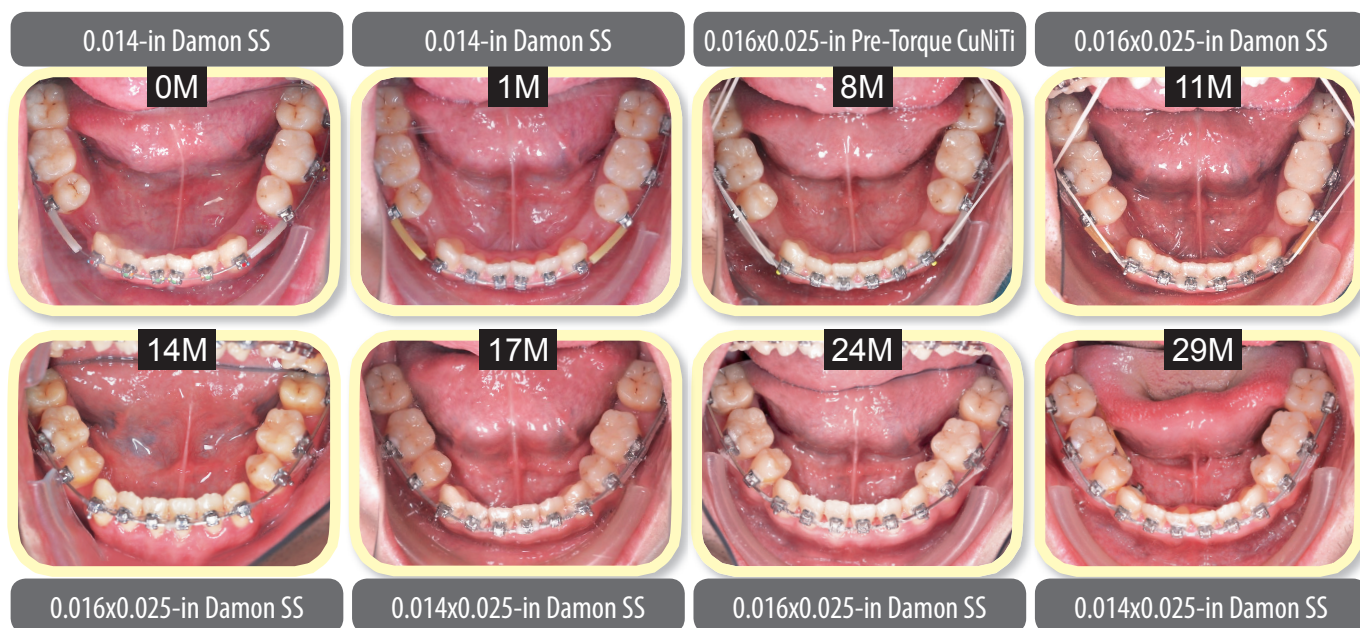 0.014-in Damon SS
0.014-in Damon SS
0.016x0.025-in Pre-Torque CuNiTi
0.016x0.025-in Damon SS
0M
1M
8M
11M
14M
17M
24M
29M
0.016x0.025-in Damon SS
0.014x0.025-in Damon SS
0.016x0.025-in Damon SS
0.014x0.025-in Damon SS